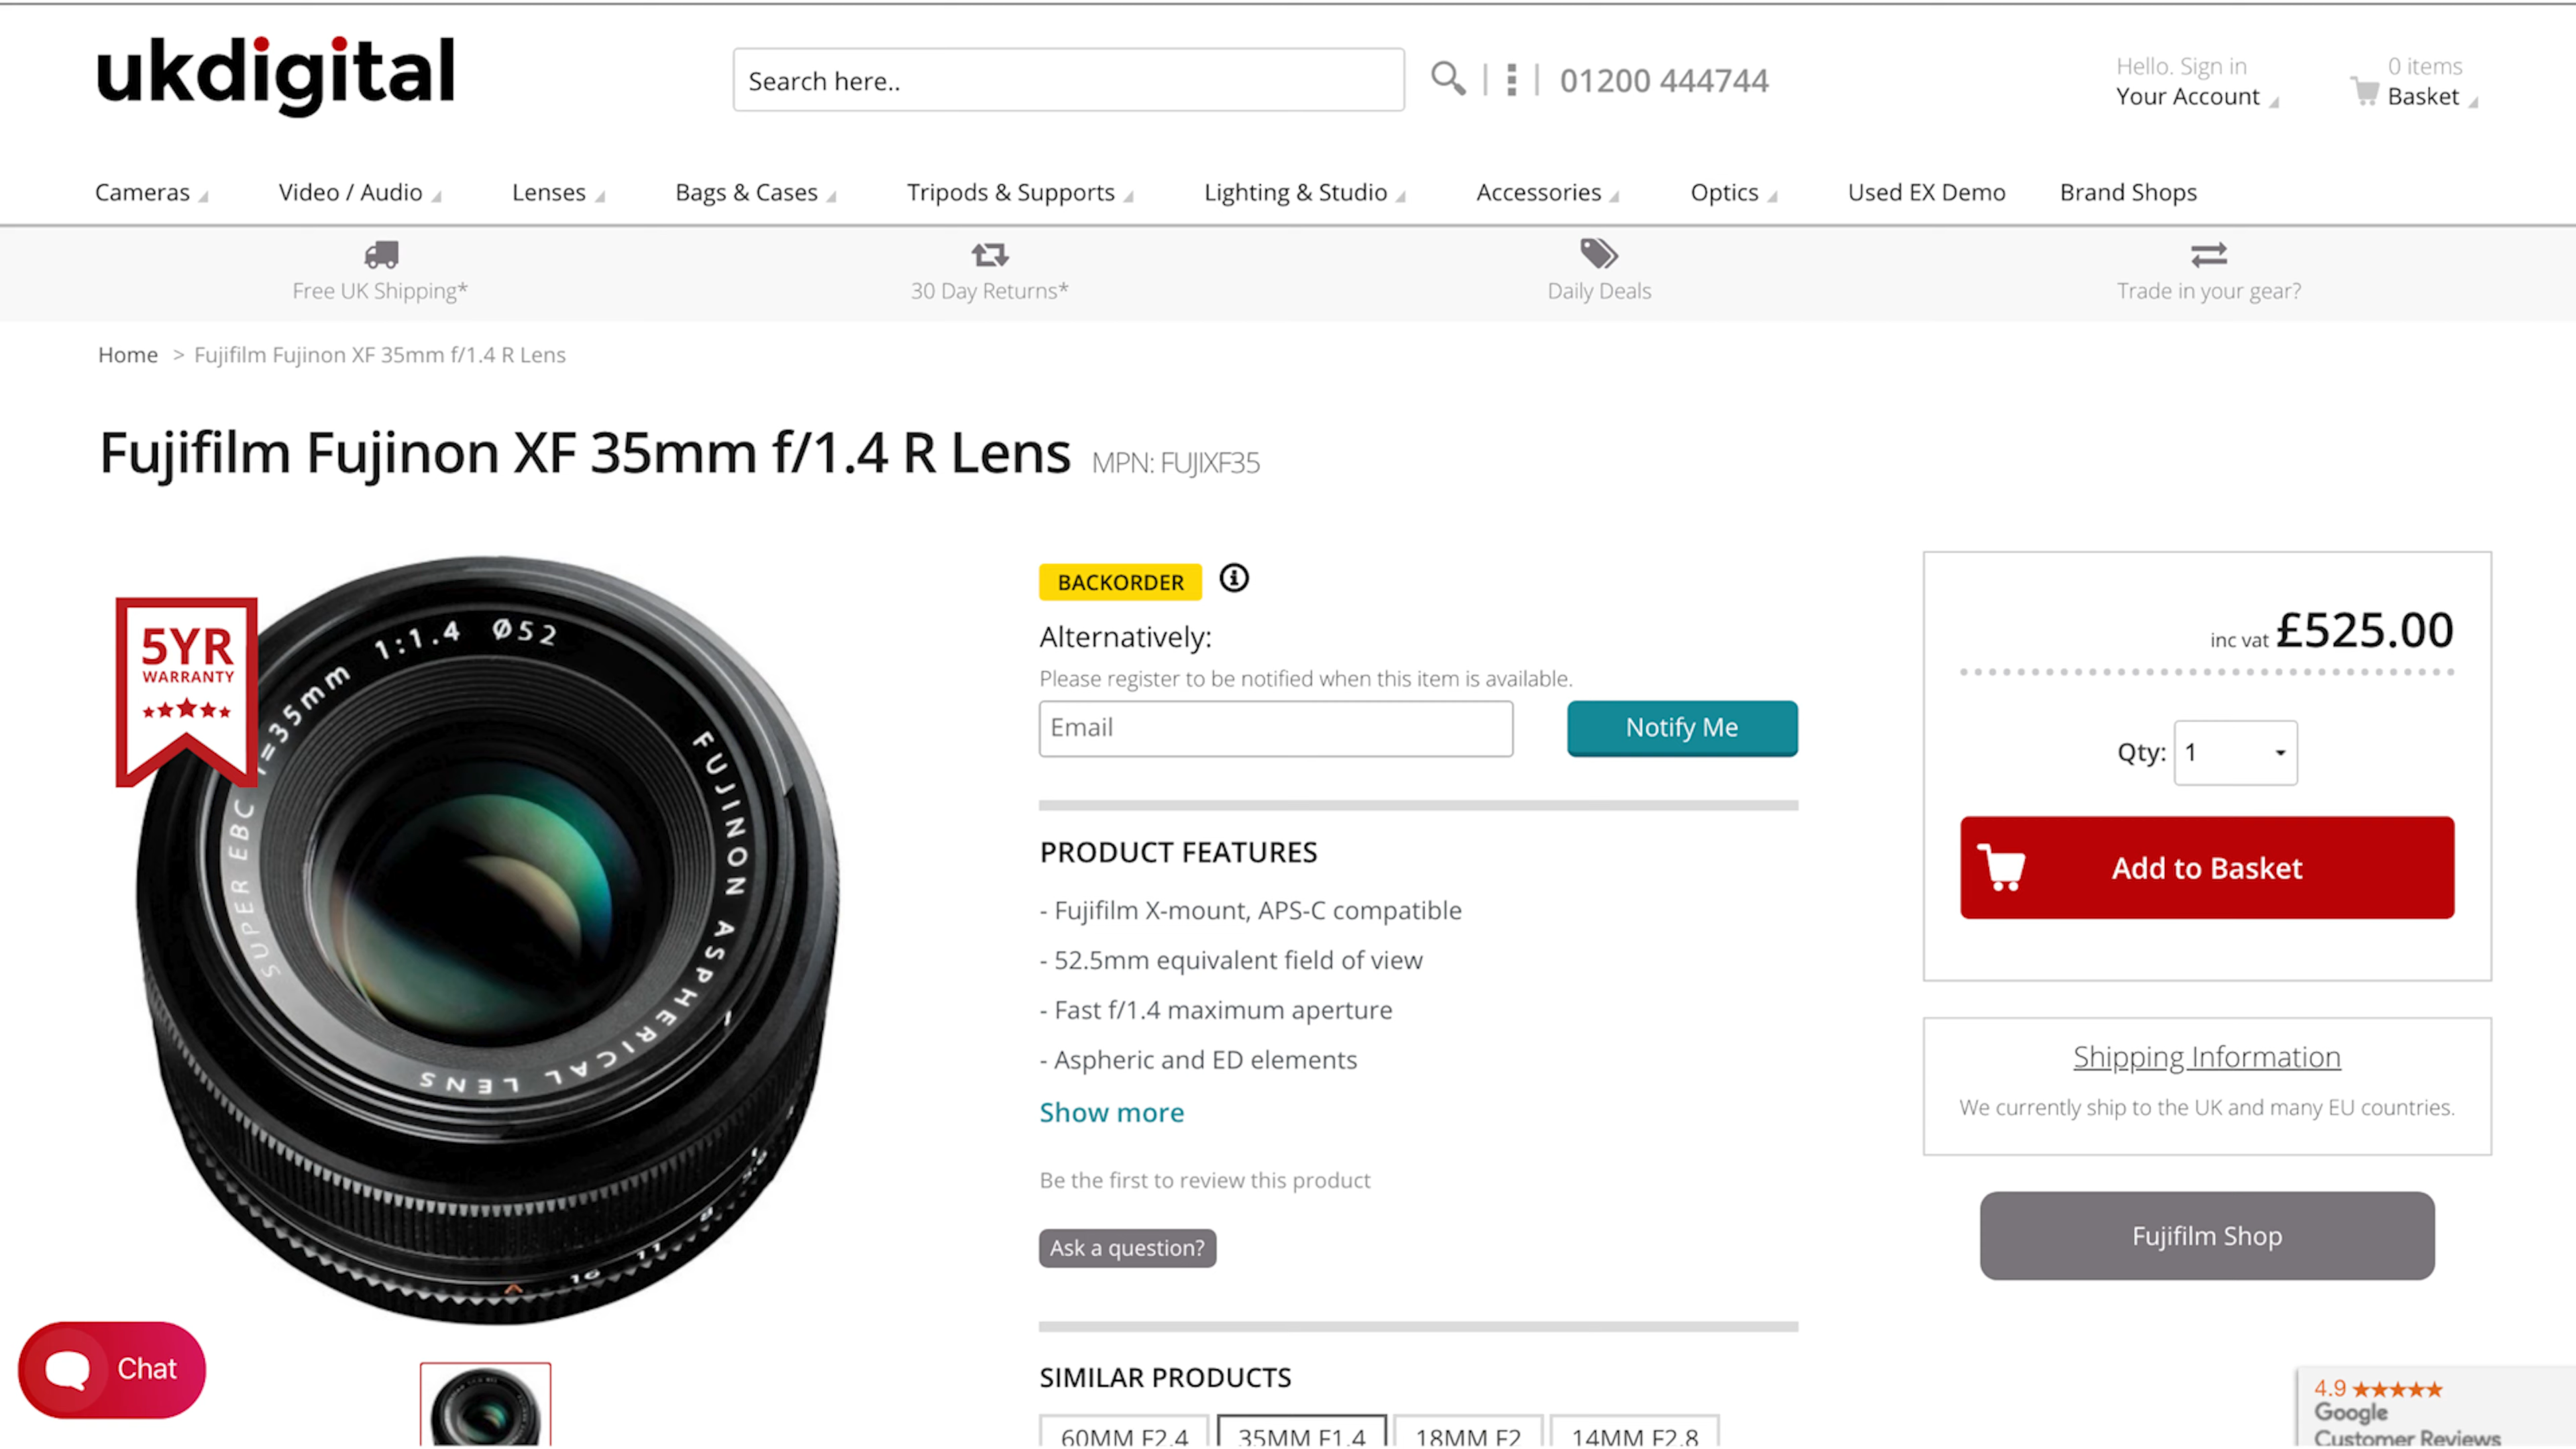 ukdigital
Search here..
01200 444744
Hello. Sign in
Your Account
0 items
Basket
Cameras
Video / Audio
Lenses
Bags & Cases
Tripods & Supports
Lighting & Studio
Accessories
Optics
Used EX Demo
Brand Shops
Free UK Shipping*
30 Day Returns*
Daily Deals
Trade in your gear?
Home > Fujifilm Fujinon XF 35mm f/1.4 R Lens
Fujifilm Fujinon XF 35mm f/1.4 R Lens MPN: FUJIXF35
5YR
WARRANTY
SUPER EBC f=35mm 1:1.4 Ø52
FUJINON ASPHERICAL LENS
5.6
8
11
16
BACKORDER
Alternatively:
Please register to be notified when this item is available.
Email
Notify Me
PRODUCT FEATURES
- Fujifilm X-mount, APS-C compatible
- 52.5mm equivalent field of view
- Fast f/1.4 maximum aperture
- Aspheric and ED elements
Show more
Be the first to review this product
Ask a question?
SIMILAR PRODUCTS
60MM F2.4
35MM F1.4
18MM F2
14MM F2.8
inc vat £525.00
Qty: 1
Add to Basket
Shipping Information
We currently ship to the UK and many EU countries.
Fujifilm Shop
Chat
4.9
Google
Customer Reviews